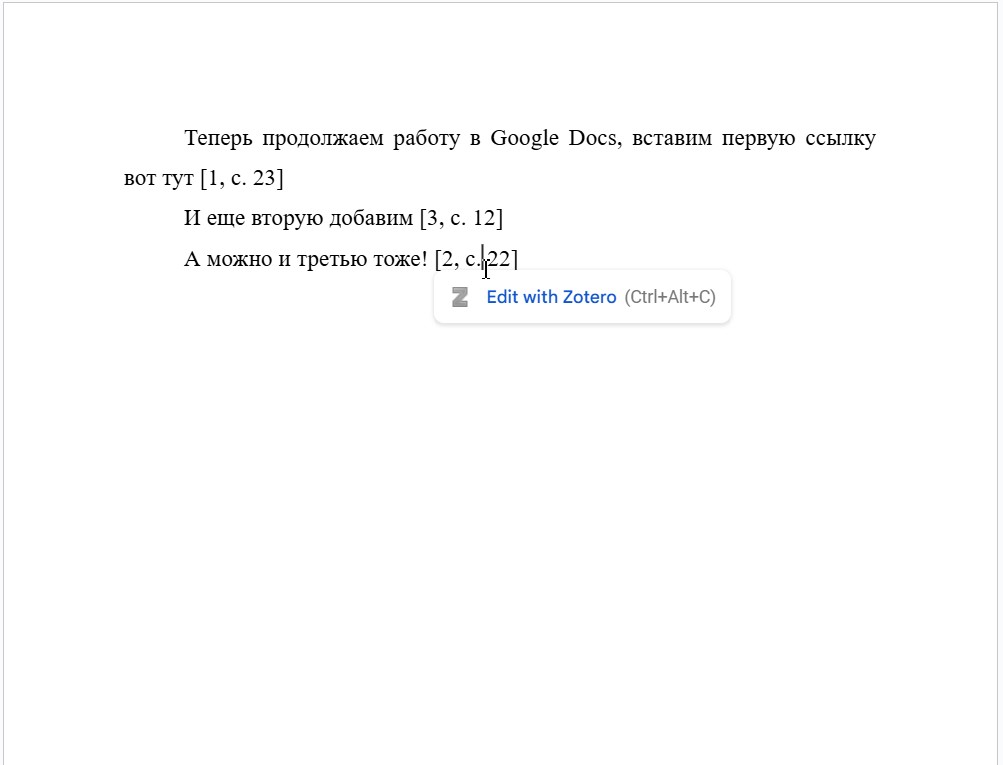 Теперь продолжаем работу в Google Docs, вставим первую ссылку
вот тут [1, с. 23]
И еще вторую добавим [3, с. 12]
А можно и третью тоже! [2, с. 22]
Edit with Zotero (Ctrl+Alt+C)